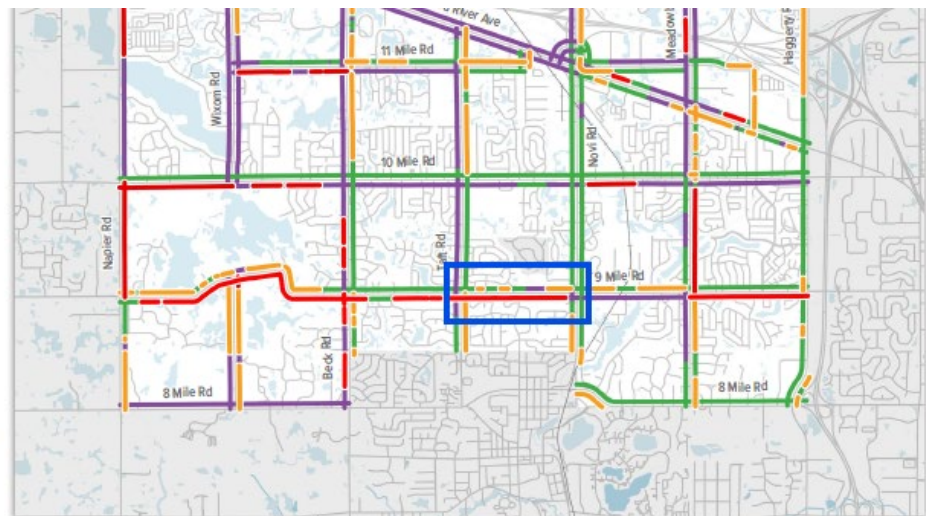 River Ave
11 Mile Rd
Wixom Rd
Haggerty
10 Mile Rd
Novi Rd
Napier Rd
Taft Rd
9 Mile Rd
Beck Rd
8 Mile Rd
8 Mile Rd